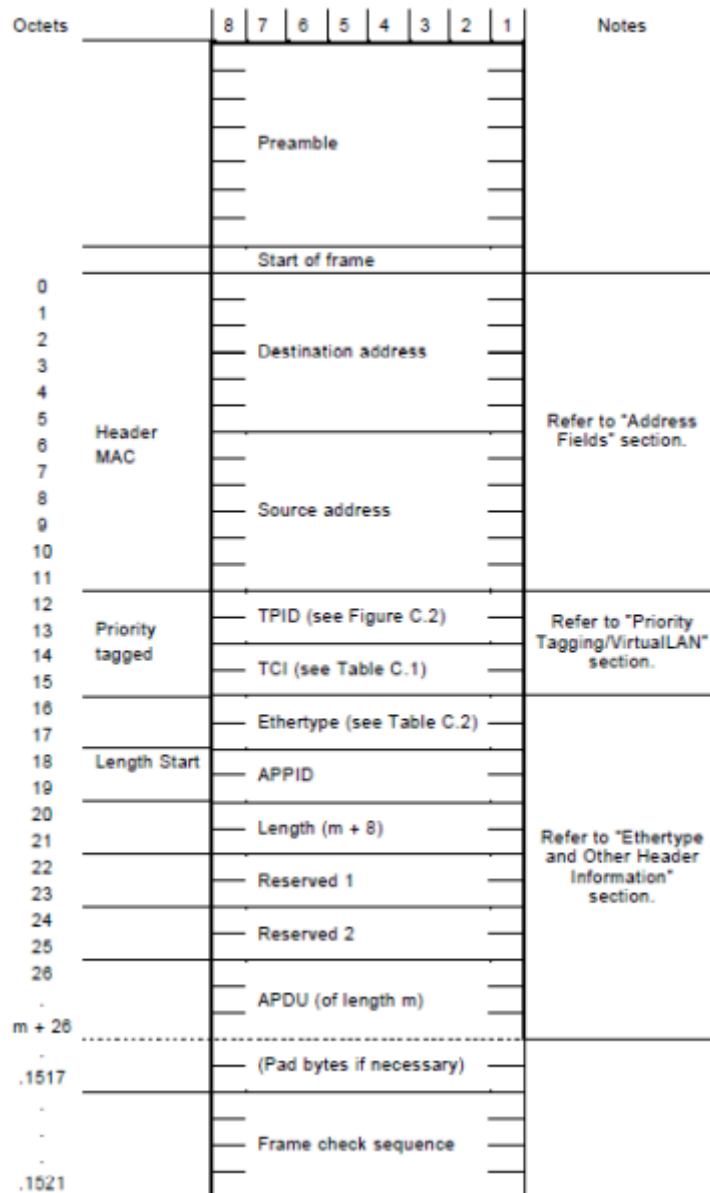 Octets 8 7 6 5 4 3 2 1 Notes
Preamble
Start of frame
0
1
2
3
4
5
6
7
8
9
10
11
Header
MAC
Destination address
Source address
Refer to "Address
Fields" section.
12
13
14
15
Priority
tagged
TPID (see Figure C.2)
TCI (see Table C.1)
Refer to "Priority
Tagging/VirtualLAN"
section.
16
17
18
19
20
21
22
23
24
25
26
.
m + 26
Length Start
Ethertype (see Table C.2)
APPID
Length (m + 8)
Reserved 1
Reserved 2
APDU (of length m)
Refer to "Ethertype
and Other Header
Information"
section.
.
.1517
(Pad bytes if necessary)
.
.
.
.1521
Frame check sequence